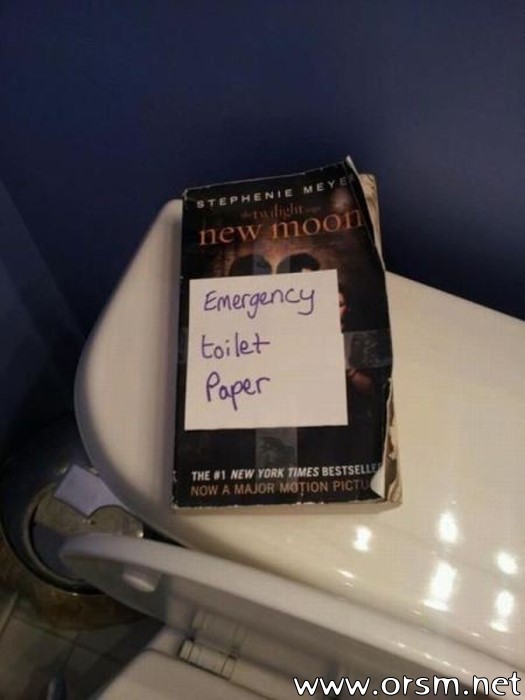 STEPHENIE MEYE
the twilight saga
new moon
Emergency
toilet
Paper
THE #1 NEW YORK TIMES BESTSELLE
NOW A MAJOR MOTION PICTU
www.orsm.net